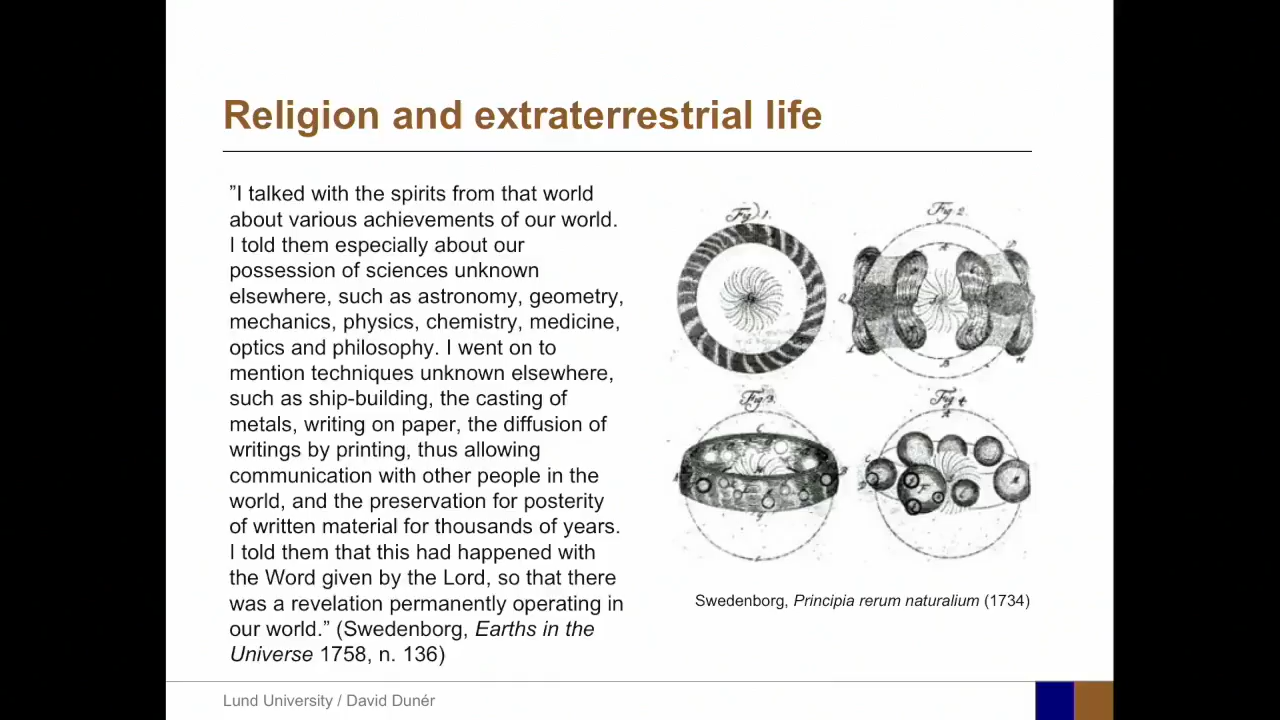 Religion and extraterrestrial life
”I talked with the spirits from that world
about various achievements of our world.
I told them especially about our
possession of sciences unknown
elsewhere, such as astronomy, geometry,
mechanics, physics, chemistry, medicine,
optics and philosophy. I went on to
mention techniques unknown elsewhere,
such as ship-building, the casting of
metals, writing on paper, the diffusion of
writings by printing, thus allowing
communication with other people in the
world, and the preservation for posterity
of written material for thousands of years.
I told them that this had happened with
the Word given by the Lord, so that there
was a revelation permanently operating in
our world.” (Swedenborg, Earths in the
Universe 1758, n. 136)
Fig 1.
Fig 2.
Fig 3.
Fig 4.
Swedenborg, Principia rerum naturalium (1734)
Lund University / David Dunér